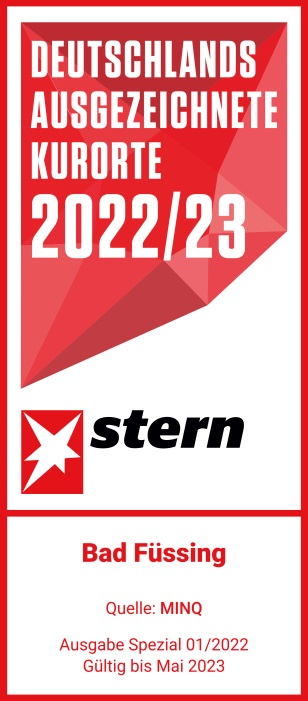 DEUTSCHLANDS
AUSGEZEICHNETE
KURORTE
2022/23
stern
Bad Füssing
Quelle: MINQ
Ausgabe Spezial 01/2022
Gültig bis Mai 2023